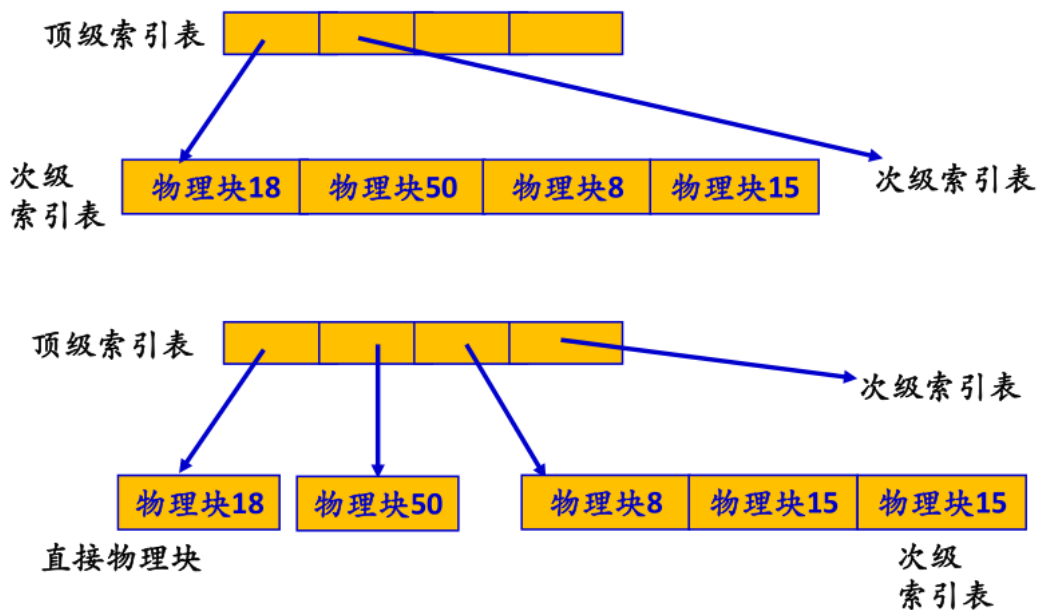 顶级索引表
次级
索引表
物理块18
物理块50
物理块8
物理块15
次级索引表
顶级索引表
次级索引表
物理块18
物理块50
物理块8
物理块15
物理块15
直接物理块
次级
索引表